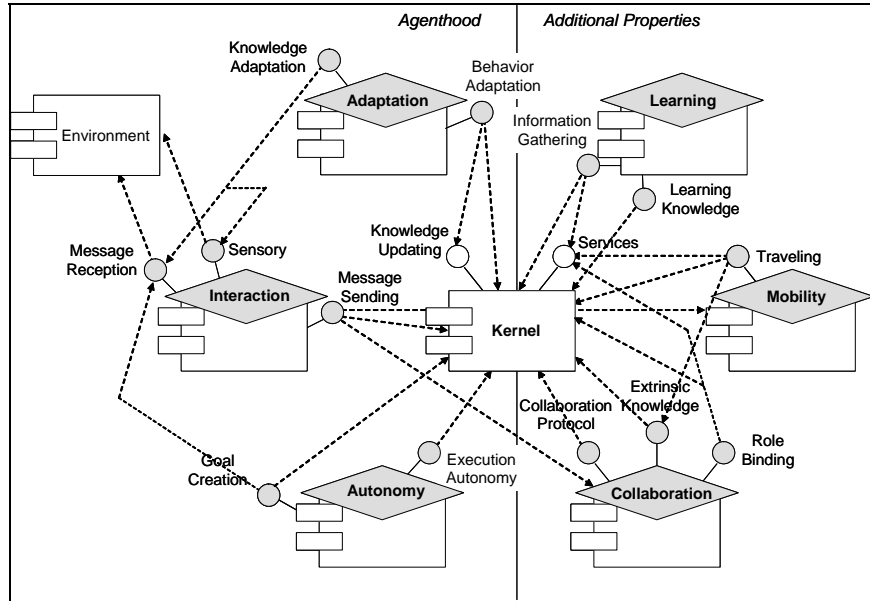 Agenthood
Additional Properties
Knowledge
Adaptation
Adaptation
Behavior
Adaptation
Learning
Information
Gathering
Environment
Learning
Knowledge
Message
Reception
Sensory
Knowledge
Updating
Services
Traveling
Interaction
Message
Sending
Kernel
Mobility
Collaboration
Protocol
Extrinsic
Knowledge
Role
Binding
Goal
Creation
Execution
Autonomy
Autonomy
Collaboration